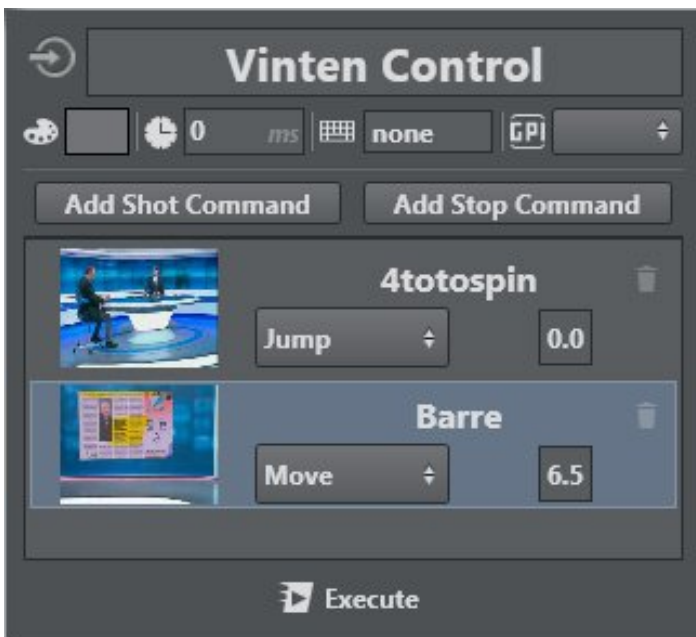 Vinten Control
0 ms none GPI
Add Shot Command Add Stop Command
4totospin
Jump 0.0
Barre
Move 6.5
Execute